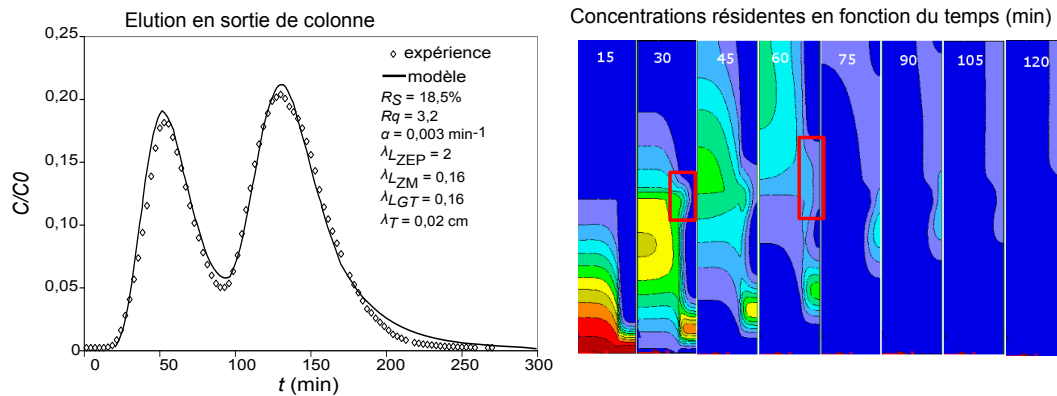 Elution en sortie de colonne
0,25
0,20
0,15
0,10
0,05
0
C/C0
0
50
100
150
200
250
300
t (min)
expérience
modèle
RS = 18,5%
Rq = 3,2
α = 0,003 min-1
λLZEP = 2
λLZM = 0,16
λLGT = 0,16
λT = 0,02 cm
Concentrations résidentes en fonction du temps (min)
15
30
45
60
75
90
105
120